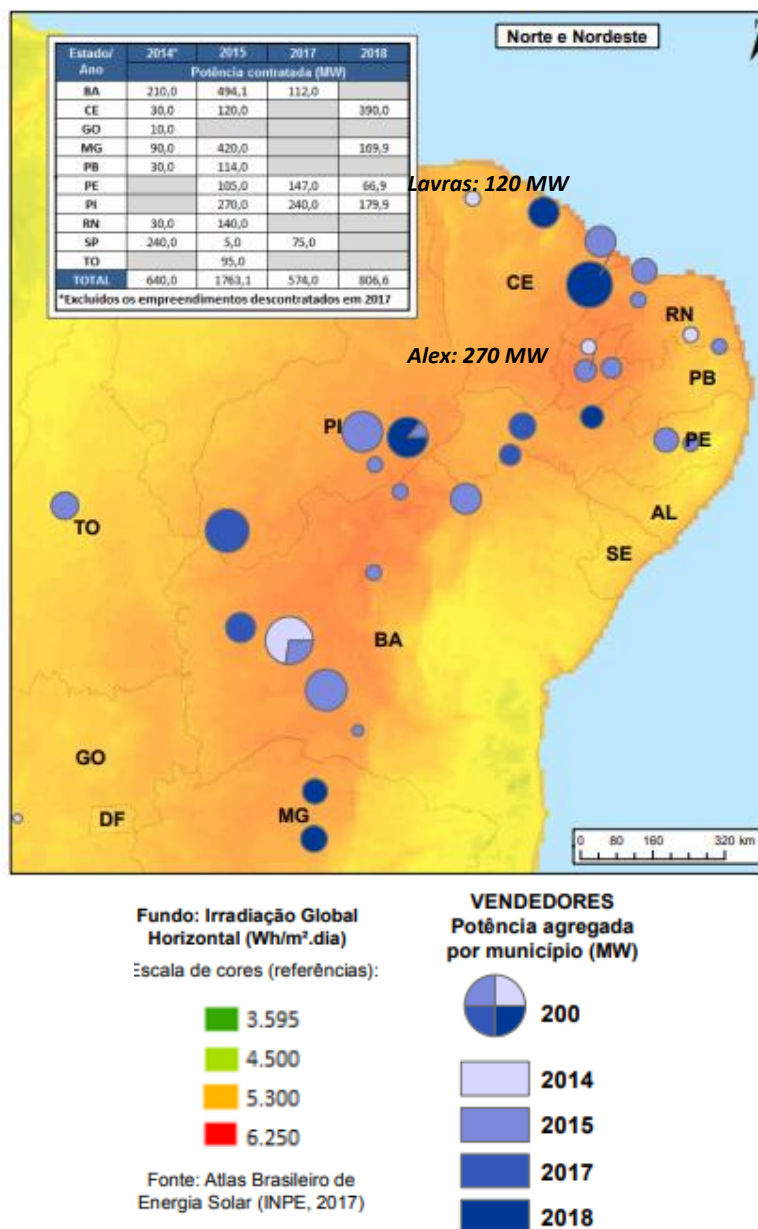 Norte e Nordeste
Estado/ Ano 2014* 2015 2017 2018
Potência contratada (MW)
BA 210,0 494,1 112,0
CE 30,0 120,0 390,0
GO 10,0
MG 90,0 420,0 169,9
PB 30,0 114,0
PE 105,0 147,0 66,9
PI 270,0 240,0 179,9
RN 30,0 140,0
SP 240,0 5,0 75,0
TO 95,0
TOTAL 640,0 1763,1 574,0 806,6
*Excluídos os empreendimentos descontratados em 2017
Lavras: 120 MW
CE
RN
Alex: 270 MW
PB
PI
PE
AL
TO
SE
BA
GO
DF
MG
0 80 160 320 km
Fundo: Irradiação Global
Horizontal (Wh/m².dia)
Escala de cores (referências):
3.595
4.500
5.300
6.250
Fonte: Atlas Brasileiro de
Energia Solar (INPE, 2017)
VENDEDORES
Potência agregada
por município (MW)
200
2014
2015
2017
2018